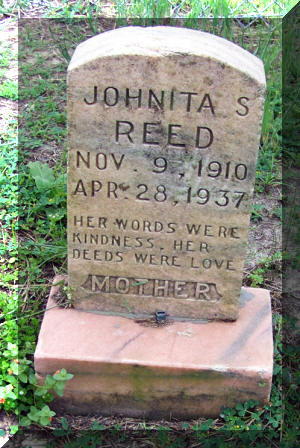 JOHNITA S
REED
NOV. 9, 1910
APR. 28, 1937
HER WORDS WERE
KINDNESS, HER
DEEDS WERE LOVE
MOTHER